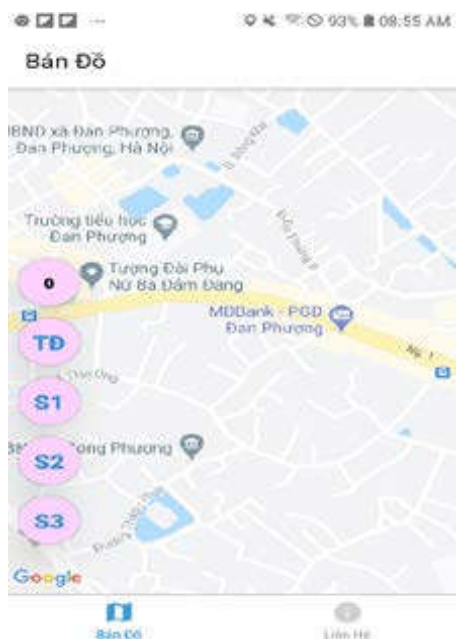 93% 08:55 AM
Bản Đồ
UBND xã Đan Phượng,
Đan Phượng, Hà Nội
Trường tiểu học
Đan Phượng
Tượng Đài Phụ
Nữ Ba Đảm Đang
0
MBBank - PGD
Đan Phượng
TĐ
S1
S2
ong Phương
S3
Google
Bản Đồ
Liên Hệ